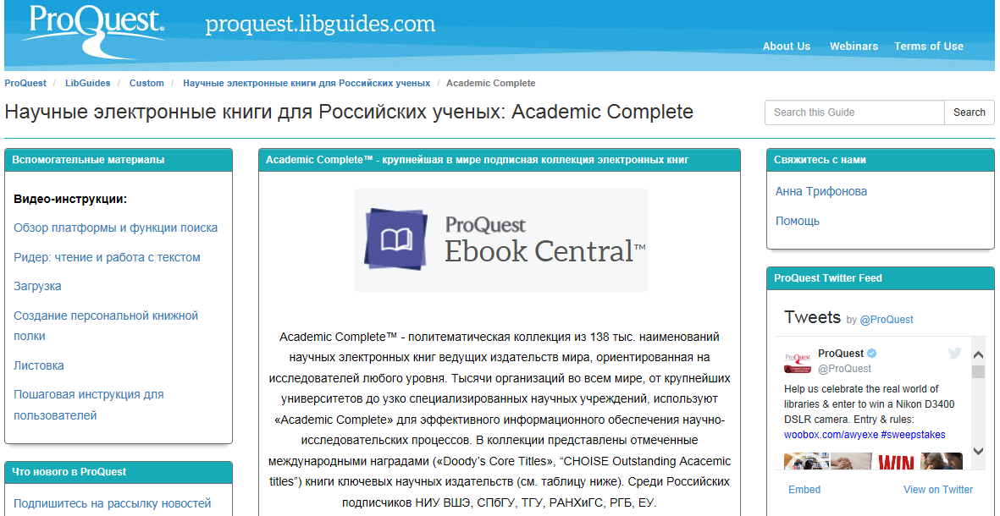 ProQuest.
proquest.libguides.com
About Us Webinars Terms of Use
ProQuest / LibGuides / Custom / Научные электронные книги для Российских ученых / Academic Complete
Научные электронные книги для Российских ученых: Academic Complete
Search this Guide
Search
Вспомогательные материалы
Видео-инструкции:
Обзор платформы и функции поиска
Ридер: чтение и работа с текстом
Загрузка
Создание персональной книжной
полки
Листовка
Пошаговая инструкция для
пользователей
Что нового в ProQuest
Подпишитесь на рассылку новостей
Academic Complete™ - крупнейшая в мире подписная коллекция электронных книг
ProQuest
Ebook Central™
Academic Complete™ - политематическая коллекция из 138 тыс. наименований
научных электронных книг ведущих издательств мира, ориентированная на
исследователей любого уровня. Тысячи организаций во всем мире, от крупнейших
университетов до узко специализированных научных учреждений, используют
«Academic Complete» для эффективного информационного обеспечения научно-
исследовательских процессов. В коллекции представлены отмеченные
международными наградами («Doody's Core Titles», “CHOISE Outstanding Acacemic
titles”) книги ключевых научных издательств (см. таблицу ниже). Среди Российских
подписчиков НИУ ВШЭ, СПбГУ, ТГУ, РАНХиГС, РГБ, ЕУ.
Свяжитесь с нами
Анна Трифонова
Помощь
ProQuest Twitter Feed
Tweets by @ProQuest
ProQuest
ProQuest
@ProQuest
Help us celebrate the real world of
libraries & enter to win a Nikon D3400
DSLR camera. Entry & rules:
woobox.com/awyexe #sweepstakes
WIN
Embed
View on Twitter